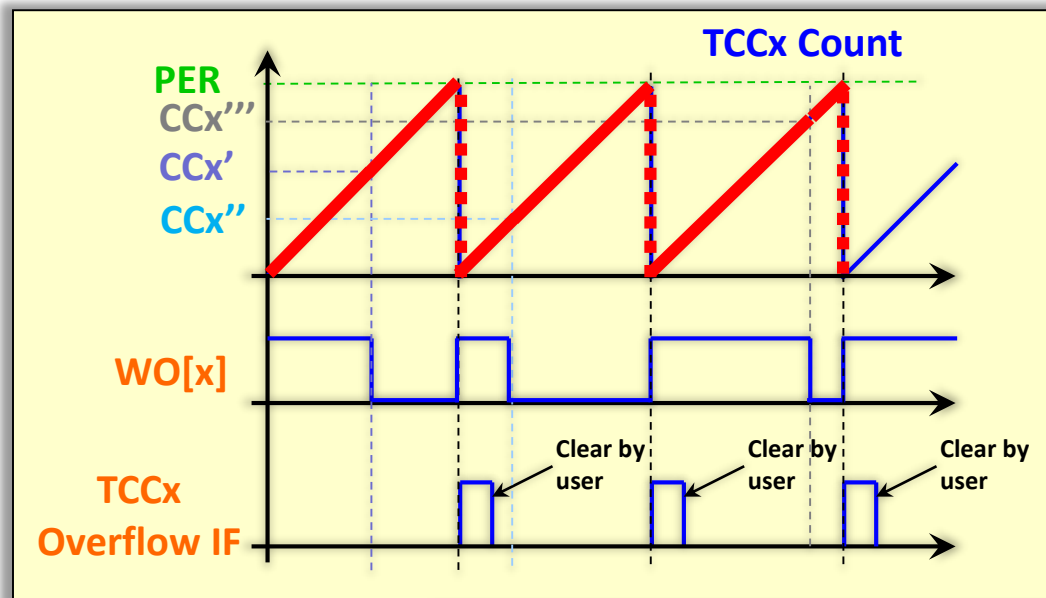 TCCx Count
PER
CCx’’’
CCx’
CCx’’
WO[x]
TCCx
Overflow IF
Clear by
user
Clear by
user
Clear by
user